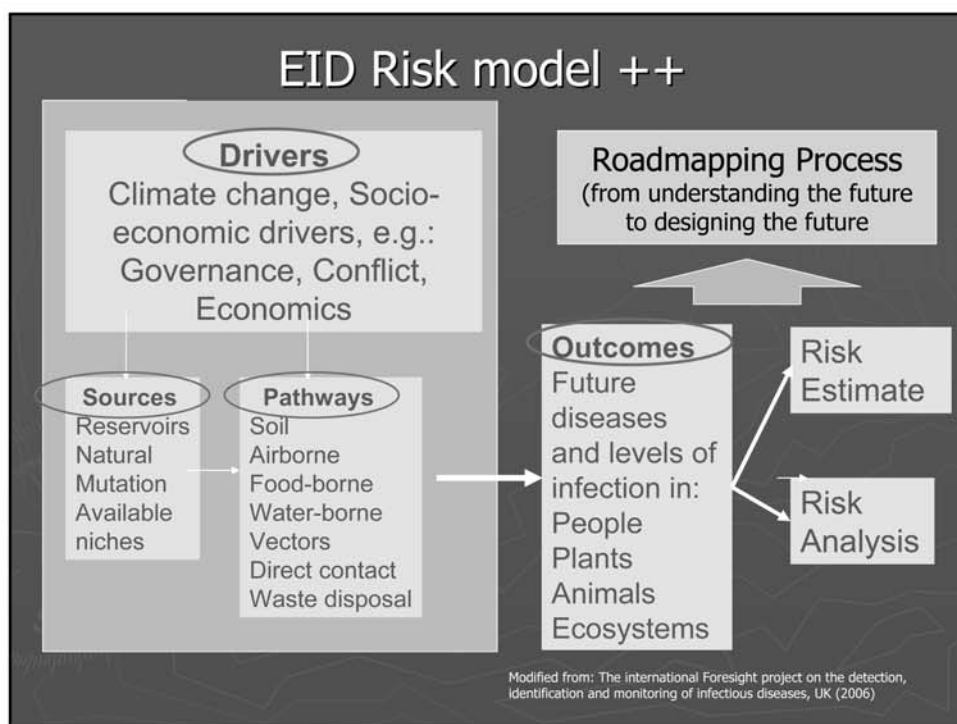 EID Risk model ++
Drivers
Climate change, Socio-
economic drivers, e.g.:
Governance, Conflict,
Economics
Sources
Reservoirs
Natural
Mutation
Available
niches
Pathways
Soil
Airborne
Food-borne
Water-borne
Vectors
Direct contact
Waste disposal
Roadmapping Process
(from understanding the future
to designing the future
Outcomes
Future
diseases
and levels of
infection in:
People
Plants
Animals
Ecosystems
Risk
Estimate
Risk
Analysis
Modified from: The international Foresight project on the detection,
identification and monitoring of infectious diseases, UK (2006)